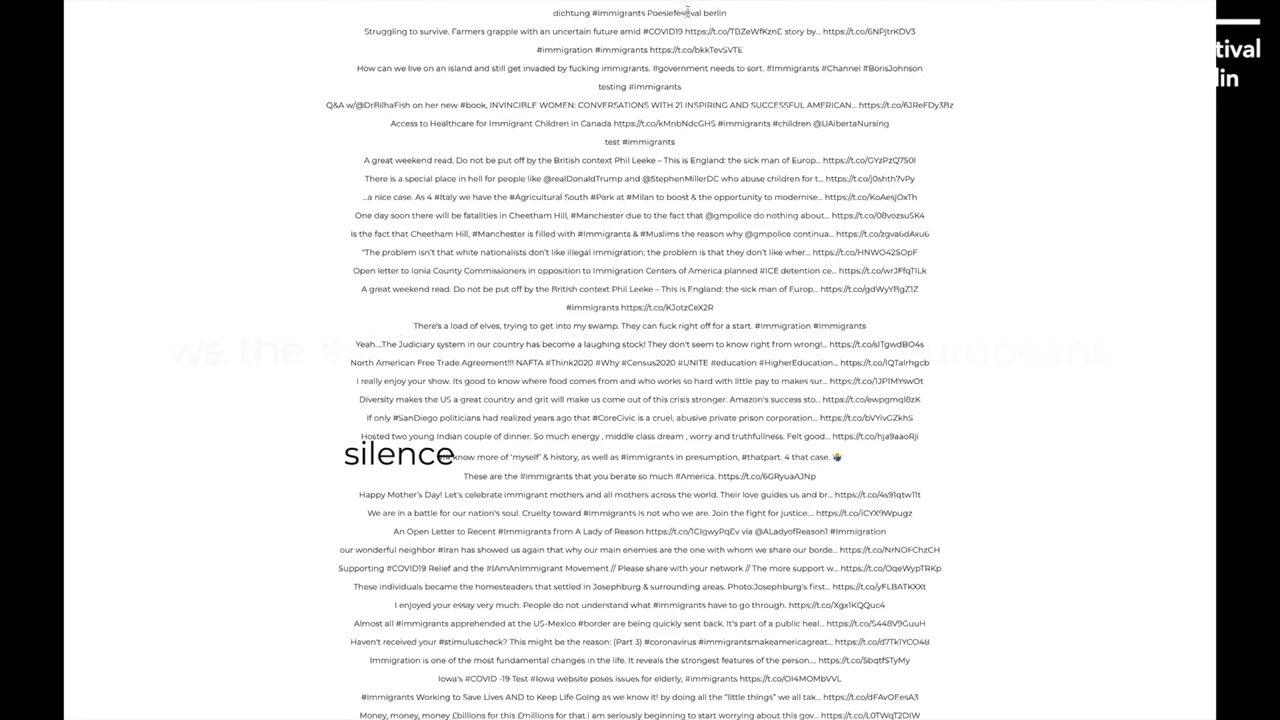 dichtung #immigrants Poesiefestival berlin
Struggling to survive. Farmers grapple with an uncertain future amid #COVID19 https://t.co/TBZeWfKznE story by... https://t.co/6NPjtrKDV3
#immigration #immigrants https://t.co/bkkTevSVTE
How can we live on an island and still get invaded by fucking immigrants. #government needs to sort. #Immigrants #Channel #BorisJohnson
testing #immigrants
Q&A w/@DrBilhaFish on her new #book, INVINCIBLE WOMEN: CONVERSATIONS WITH 21 INSPIRING AND SUCCESSFUL AMERICAN... https://t.co/6JReFDy3Bz
Access to Healthcare for Immigrant Children in Canada https://t.co/kMnbNdcGHS #immigrants #children @UAlbertaNursing
test #immigrants
A great weekend read. Do not be put off by the British context Phil Leeke – This is England: the sick man of Europ... https://t.co/GYzPzQ750l
There is a special place in hell for people like @realDonaldTrump and @StephenMillerDC who abuse children for t... https://t.co/j0shth7vPy
...a nice case. As 4 #Italy we have the #Agricultural South #Park at #Milan to boost & the opportunity to modernise... https://t.co/KoAesjOxTh
One day soon there will be fatalities in Cheetham Hill, #Manchester due to the fact that @gmpolice do nothing about... https://t.co/08vozsuSK4
Is the fact that Cheetham Hill, #Manchester is filled with #Immigrants & #Muslims the reason why @gmpolice continua... https://t.co/zgva6dAxu6
"The problem isn't that white nationalists don't like illegal immigration; the problem is that they don't like wher... https://t.co/HNWO42SOpF
Open letter to Ionia County Commissioners in opposition to Immigration Centers of America planned #ICE detention ce... https://t.co/wrJFfqTlLk
A great weekend read. Do not be put off by the British context Phil Leeke – This is England: the sick man of Europ... https://t.co/gdWyYBgZ1Z
#immigrants https://t.co/KJotzCeX2R
There's a load of elves, trying to get into my swamp. They can fuck right off for a start. #Immigration #Immigrants
Yeah....The Judiciary system in our country has become a laughing stock! They don't seem to know right from wrong!... https://t.co/sITgwdBO4s
we the # europeans
North American Free Trade Agreement!!! NAFTA #Think2020 #Why #Census2020 #UNITE #education #HigherEducation... https://t.co/lQTalrhgcb
I really enjoy your show. Its good to know where food comes from and who works so hard with little pay to makes sur... https://t.co/1JP1MYswOt
Diversity makes the US a great country and grit will make us come out of this crisis stronger. Amazon's success sto... https://t.co/ewpgmql8zK
If only #SanDiego politicians had realized years ago that #CoreCivic is a cruel, abusive private prison corporation... https://t.co/bVYivGZkhS
Hosted two young Indian couple of dinner. So much energy , middle class dream , worry and truthfullness. Felt good... https://t.co/hja9aaoRji
silence
know more of 'myself' & history, as well as #immigrants in presumption, #thatpart. 4 that case. 🤷‍♂️
These are the #immigrants that you berate so much #America. https://t.co/6GRyuaAJNp
Happy Mother's Day! Let's celebrate immigrant mothers and all mothers across the world. Their love guides us and br... https://t.co/4s91qtw11t
We are in a battle for our nation's soul. Cruelty toward #immigrants is not who we are. Join the fight for justice:... https://t.co/iCYX9Wpugz
An Open Letter to Recent #Immigrants from A Lady of Reason https://t.co/1CIgwyPqEv via @ALadyofReason1 #Immigration
our wonderful neighbor #Iran has showed us again that why our main enemies are the one with whom we share our borde... https://t.co/NrNOFChzCH
Supporting #COVID19 Relief and the #IAmAnImmigrant Movement // Please share with your network // The more support w... https://t.co/OqeWypTRKp
These individuals became the homesteaders that settled in Josephburg & surrounding areas. Photo:Josephburg's first... https://t.co/yFLBATKXXt
I enjoyed your essay very much. People do not understand what #immigrants have to go through. https://t.co/Xgx1KQQuc4
Almost all #immigrants apprehended at the US-Mexico #border are being quickly sent back. It's part of a public heal... https://t.co/S448V9GuuH
Haven't received your #stimuluscheck? This might be the reason: (Part 3) #coronavirus #immigrantsmakeamericagreat... https://t.co/d7Tk1YCO48
Immigration is one of the most fundamental changes in the life. It reveals the strongest features of the person.... https://t.co/5bqtfSTyMy
Iowa's #COVID -19 Test #Iowa website poses issues for elderly, #immigrants https://t.co/OI4MOMbVVL
#immigrants Working to Save Lives AND to Keep Life Going as we know it! by doing all the "little things" we all tak... https://t.co/dFAvOEesA3
Money, money, money £billions for this £millions for that i am seriously beginning to start worrying about this gov... https://t.co/L0TWqT2DIW
tival
lin